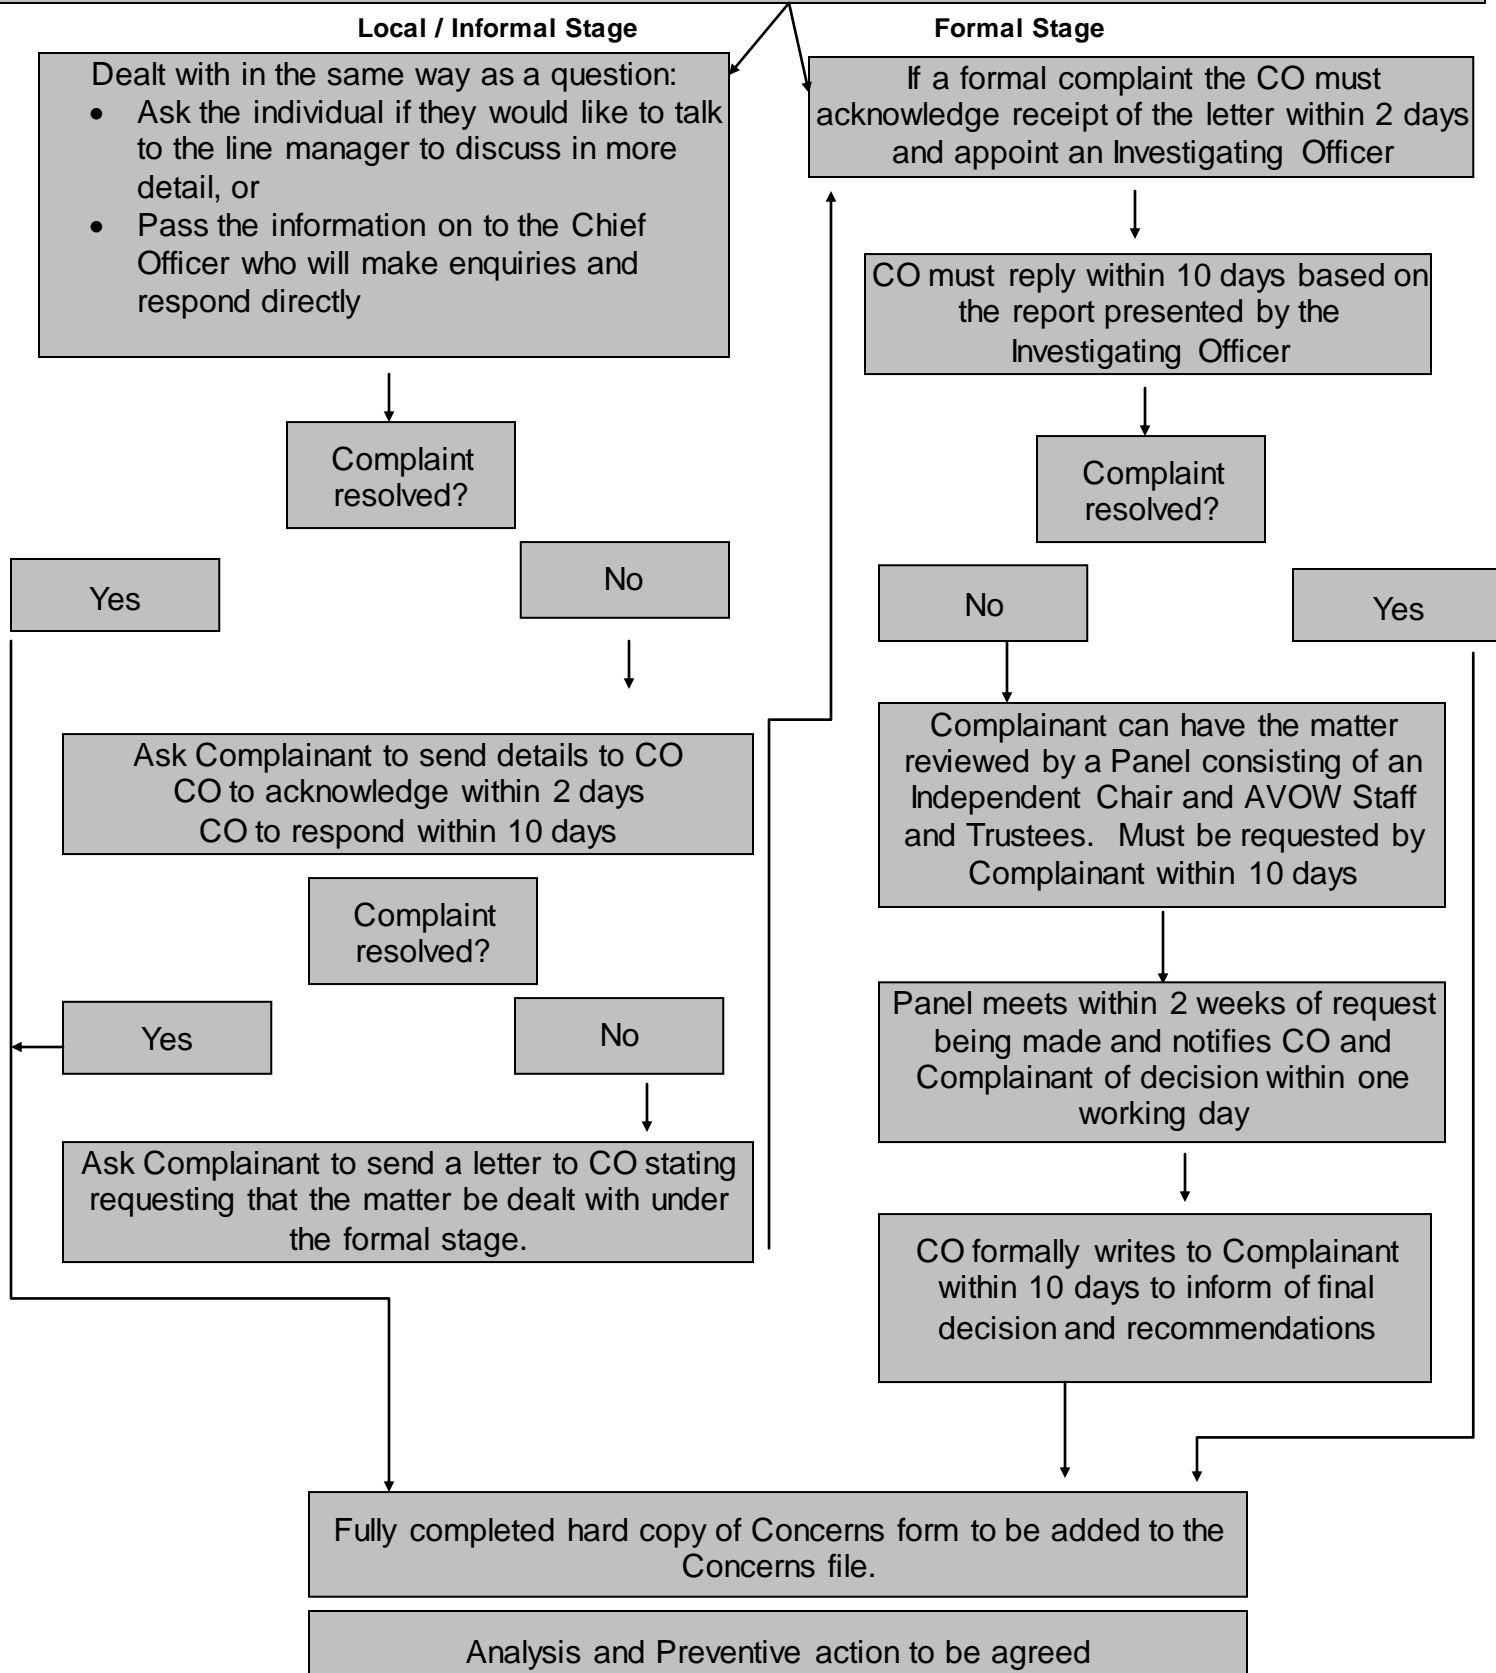 Local / Informal Stage
Dealt with in the same way as a question:
• Ask the individual if they would like to talk
to the line manager to discuss in more
detail, or
• Pass the information on to the Chief
Officer who will make enquiries and
respond directly
Complaint
resolved?
Yes
No
Ask Complainant to send details to CO
CO to acknowledge within 2 days
CO to respond within 10 days
Complaint
resolved?
Yes
No
Ask Complainant to send a letter to CO stating
requesting that the matter be dealt with under
the formal stage.
Formal Stage
If a formal complaint the CO must
acknowledge receipt of the letter within 2 days
and appoint an Investigating Officer
CO must reply within 10 days based on
the report presented by the
Investigating Officer
Complaint
resolved?
No
Yes
Complainant can have the matter
reviewed by a Panel consisting of an
Independent Chair and AVOW Staff
and Trustees. Must be requested by
Complainant within 10 days
Panel meets within 2 weeks of request
being made and notifies CO and
Complainant of decision within one
working day
CO formally writes to Complainant
within 10 days to inform of final
decision and recommendations
Fully completed hard copy of Concerns form to be added to the
Concerns file.
Analysis and Preventive action to be agreed